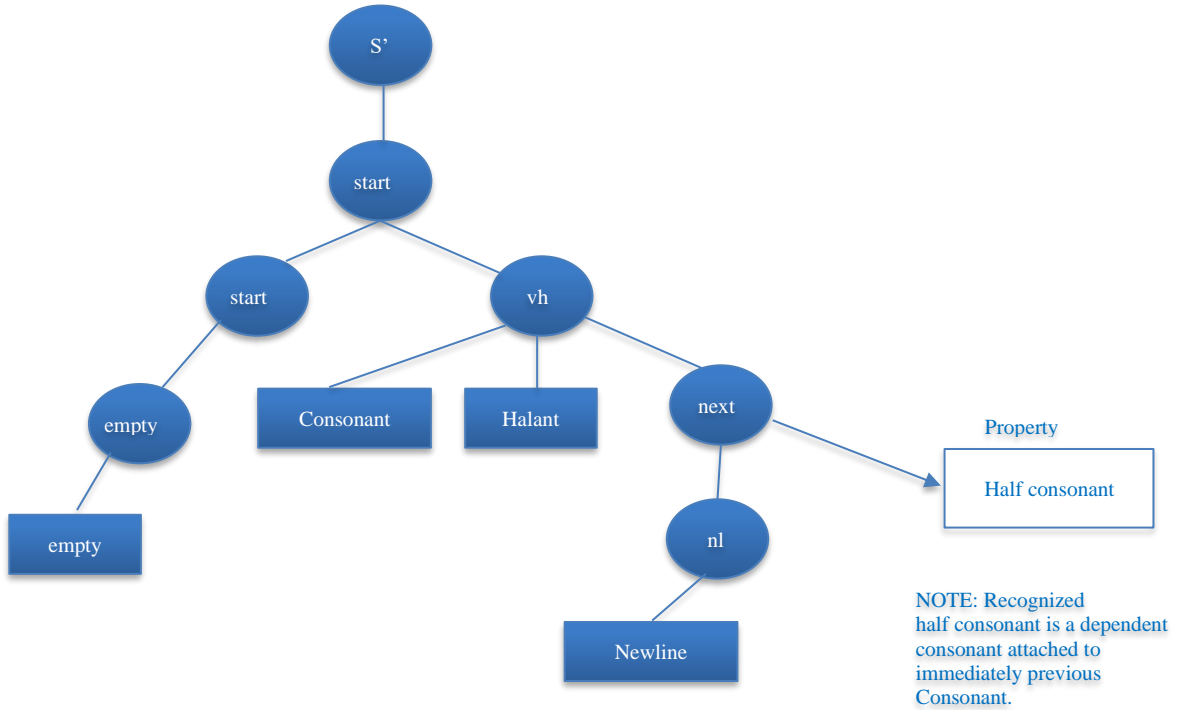 S’
start
start
vh
empty
Consonant
Halant
next
Property
Half consonant
empty
nl
Newline
NOTE: Recognized
half consonant is a dependent
consonant attached to
immediately previous
Consonant.